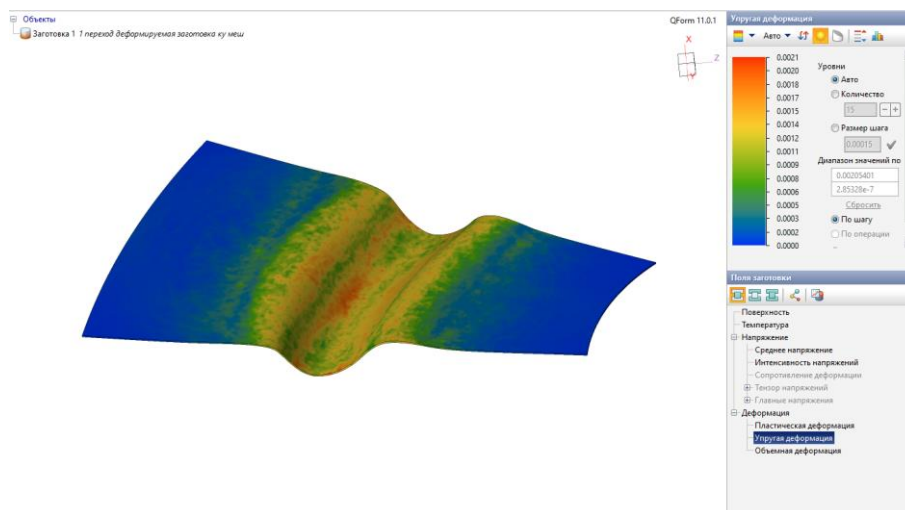 Объекты
Заготовка 1 1 переход деформируемая заготовка ку меш
QForm 11.0.1
X
Z
Y
Упругая деформация
Авто
0.0021
0.0020
0.0018
0.0017
0.0015
0.0014
0.0012
0.0011
0.0009
0.0008
0.0006
0.0005
0.0003
0.0002
0.0000
Уровни
Авто
Количество
15
Размер шага
0.00015
Диапазон значений по
0.00205401
2.85328e-7
Сбросить
По шагу
По операции
Поля заготовки
Поверхность
Температура
Напряжение
Среднее напряжение
Интенсивность напряжений
Сопротивление деформации
Тензор напряжений
Главные напряжения
Деформация
Пластическая деформация
Упругая деформация
Объемная деформация